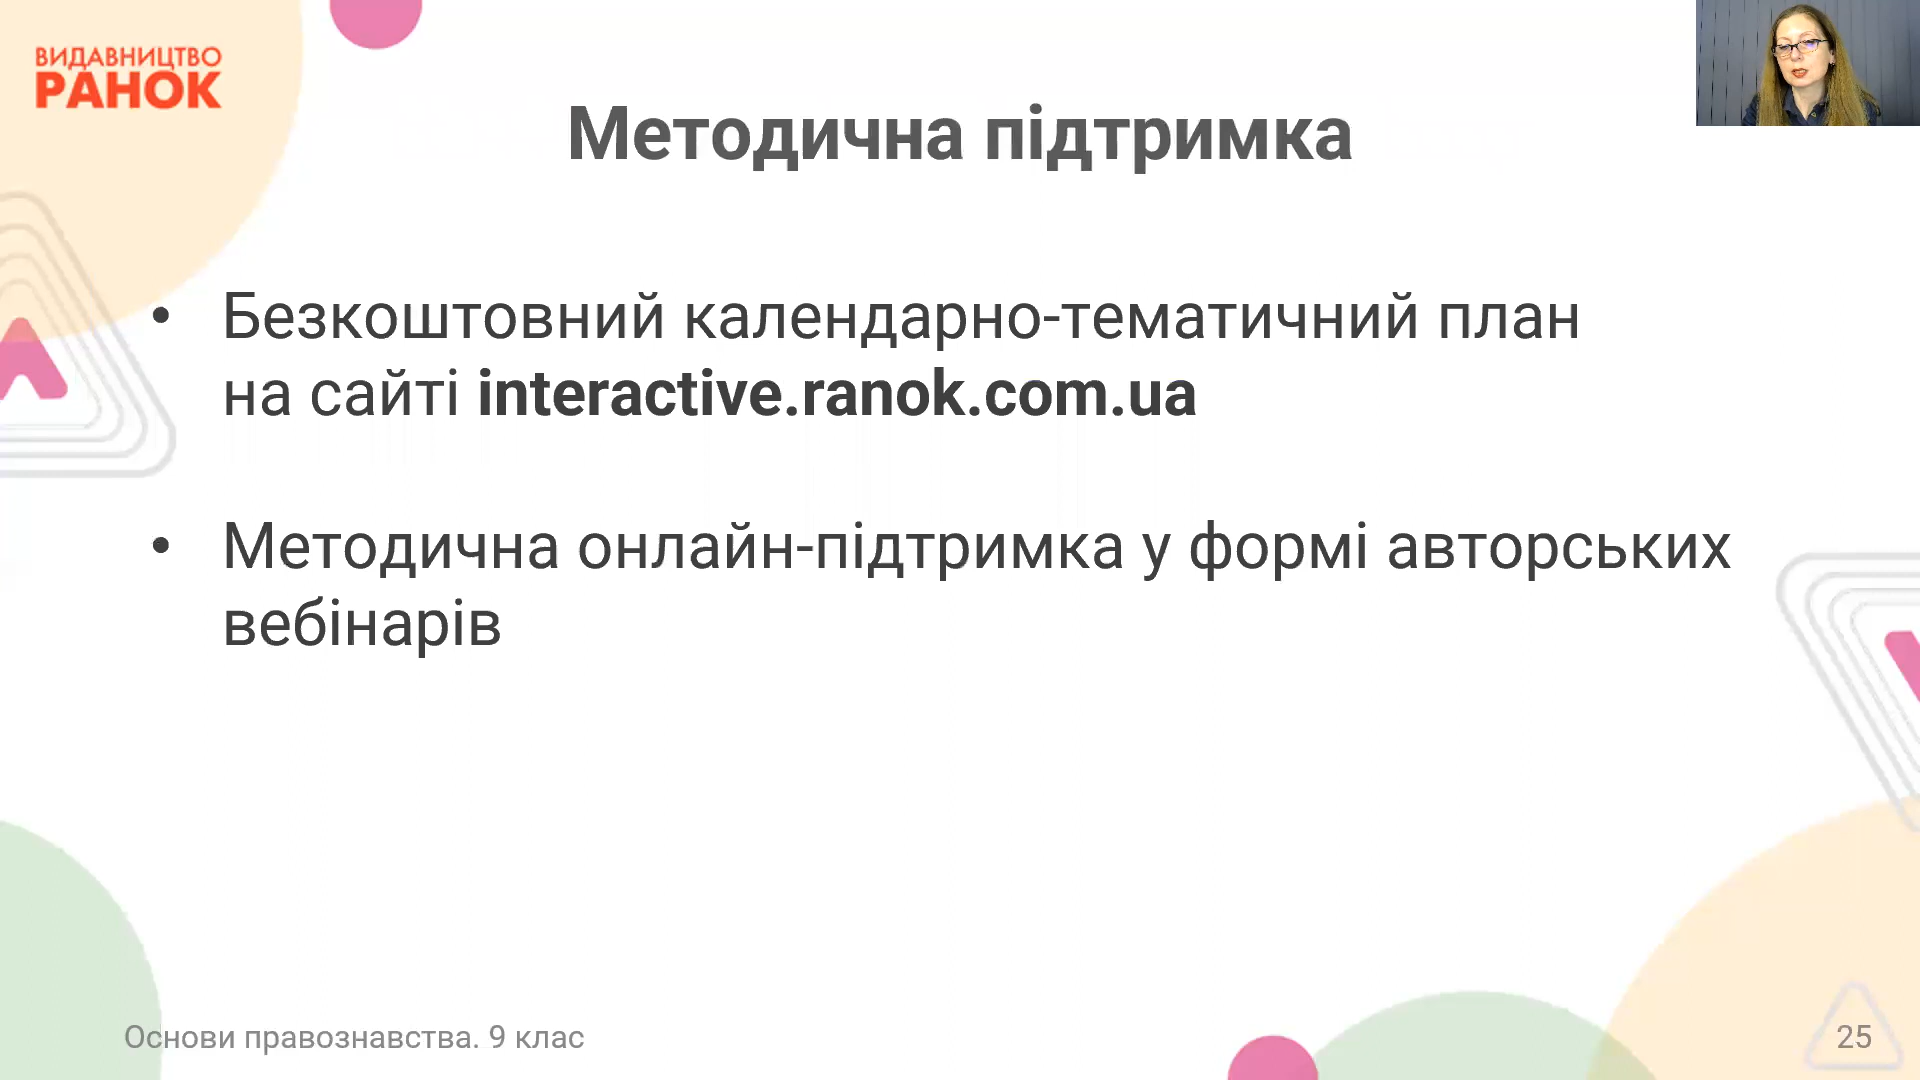 ВИДАВНИЦТВО
РАНОК
Методична підтримка
• Безкоштовний календарно-тематичний план
на сайті interactive.ranok.com.ua
• Методична онлайн-підтримка у формі авторських
вебінарів
Основи правознавства. 9 клас
25